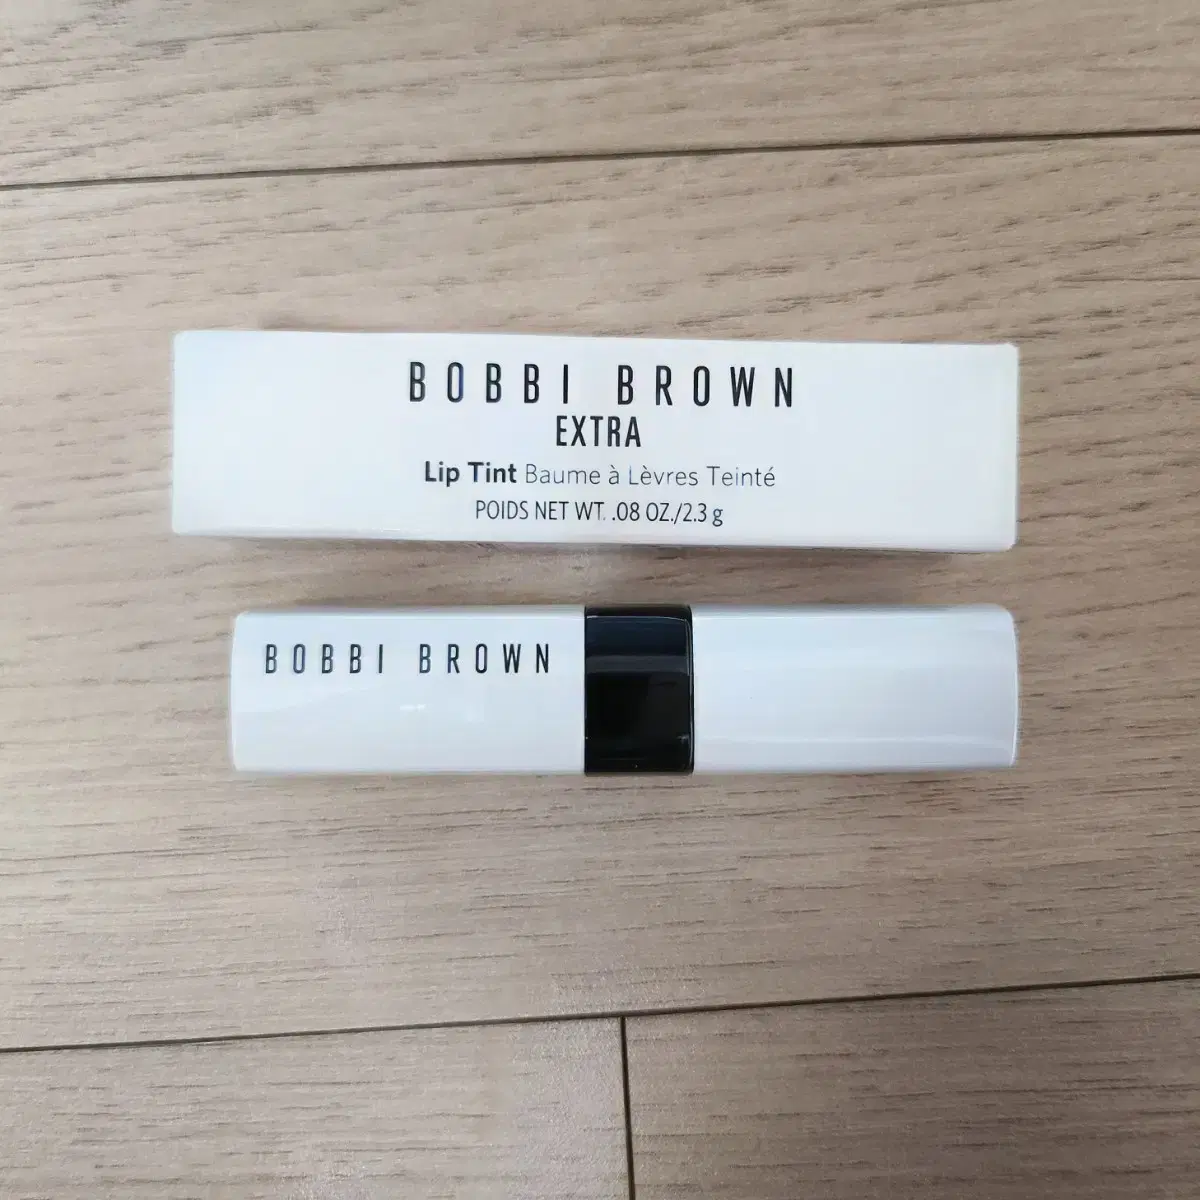 BOBBI BROWN
EXTRA
Lip Tint Baume à Lèvres Teinté
POIDS NET WT. .08 OZ./2.3 g
BOBBI BROWN